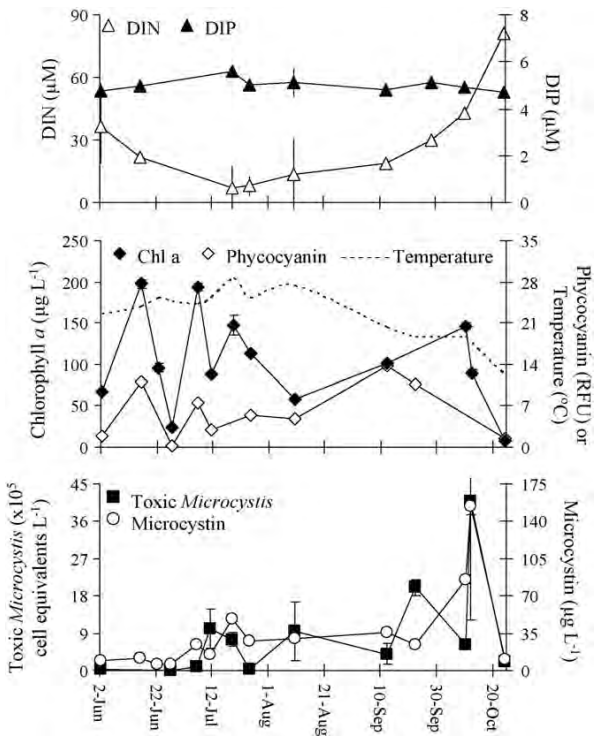 90
60
30
0
DIN (µM)
DIN
DIP
8
6
4
2
0
DIP
(µM)
250
200
150
100
50
0
Chlorophyll a (µg L-1)
Chl a
Phycocyanin
Temperature
35
28
21
14
7
0
Phycocyanin (RFU) or
Temperature
(°C)
45
36
27
18
9
0
Toxic Microcystis (x10⁵
cell equivalents L-1)
Toxic Microcystis
Microcystin
175
140
105
70
35
0
Microcystin
(µg L-1)
2-Jun
22-Jun
12-Jul
1-Aug
21-Aug
10-Sep
30-Sep
20-Oct